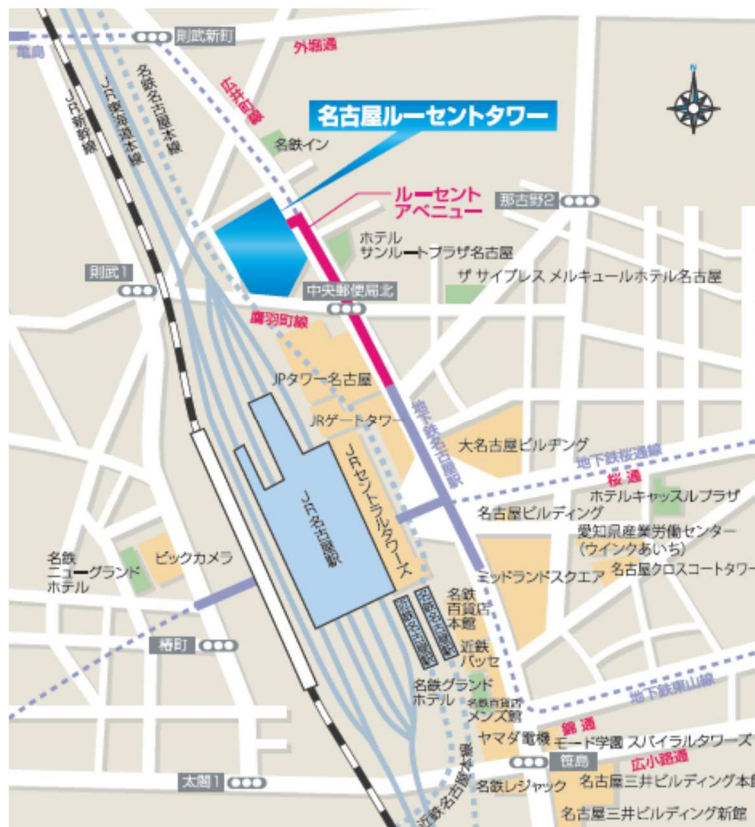 則武新町
亀島
外堀通
N
名鉄名古屋本線
JR東海道本線
JR新幹線
名古屋ルーセントタワー
名鉄イン
ルーセント
アベニュー
那古野2
ホテル
サンルートプラザ名古屋
ザ サイプレス メルキュールホテル名古屋
則武1
中央郵便局北
鷹羽町線
JPタワー名古屋
JRゲートタワー
地下鉄名古屋駅
大名古屋ビルヂング
地下鉄桜通線
桜通
JRセントラルタワーズ
JR名古屋駅
ホテルキャッスルプラザ
名古屋ビルディング
愛知県産業労働センター
(ウインクあいち)
名鉄
ニューグランド
ホテル
ビックカメラ
ミッドランドスクエア
名古屋クロスコートタワー
名鉄
百貨店
本館
近鉄
パッセ
椿町
名鉄グランド
ホテル
名鉄百貨店
メンズ館
地下鉄東山線
錦通
ヤマダ電機
モード学園 スパイラルタワーズ
広小路通
笹島
太閤1
近鉄名古屋本線
名鉄レジャック
名古屋三井ビルディング本館
名古屋三井ビルディング新館